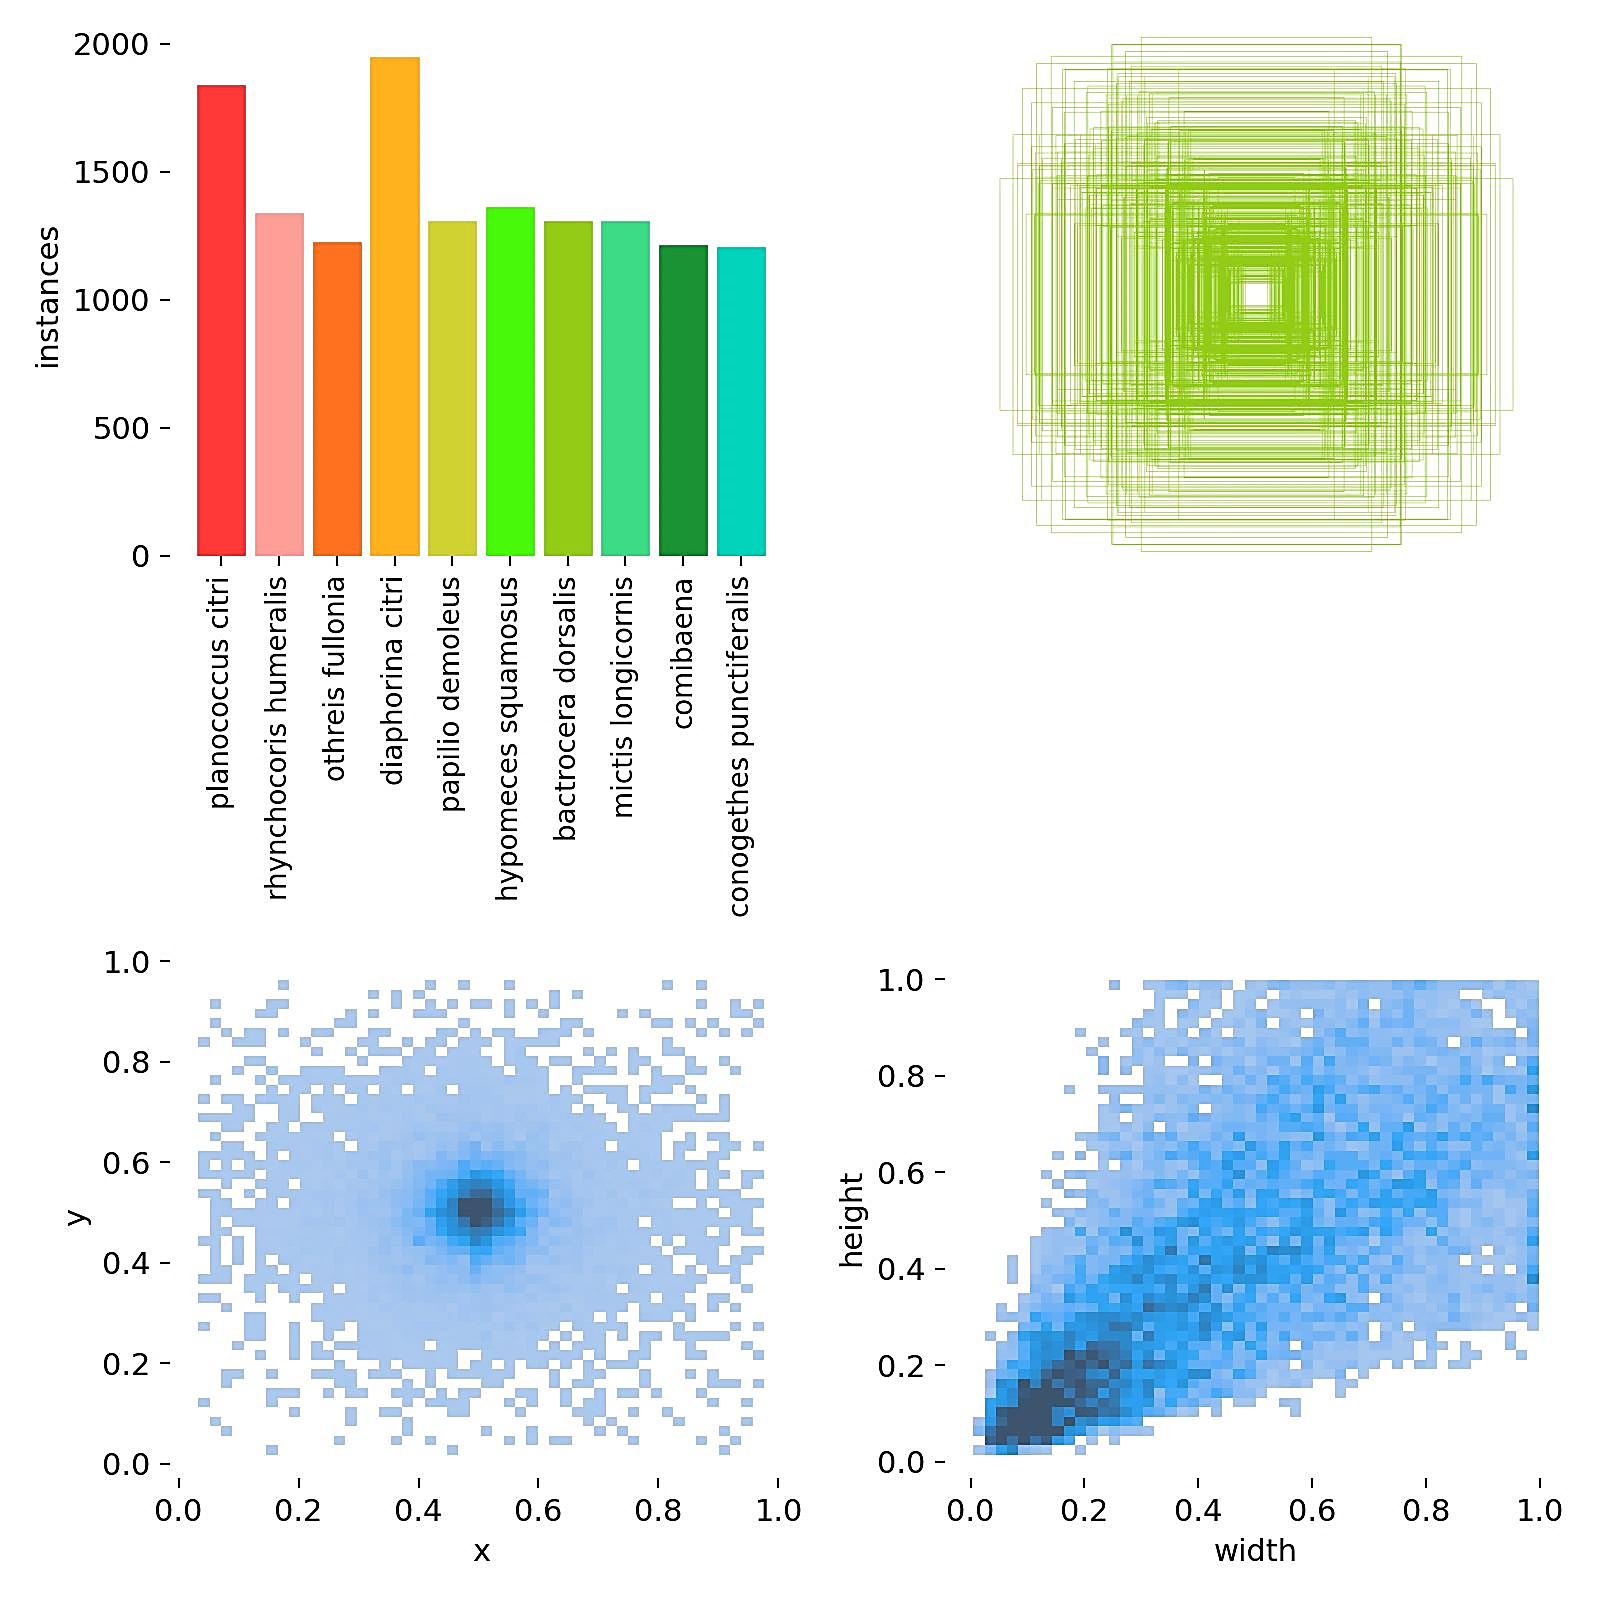 2000
1500
1000
500
0
instances
planococcus citri
rhynchocoris humeralis
othreis fullonia
diaphorina citri
papilio demoleus
hypomeces squamosus
bactrocera dorsalis
mictis longicornis
comibaena
conogethes punctiferalis
1.0
0.8
0.6
0.4
0.2
0.0
y
0.0 0.2 0.4 0.6 0.8 1.0
x
1.0
0.8
0.6
0.4
0.2
0.0
height
0.0 0.2 0.4 0.6 0.8 1.0
width